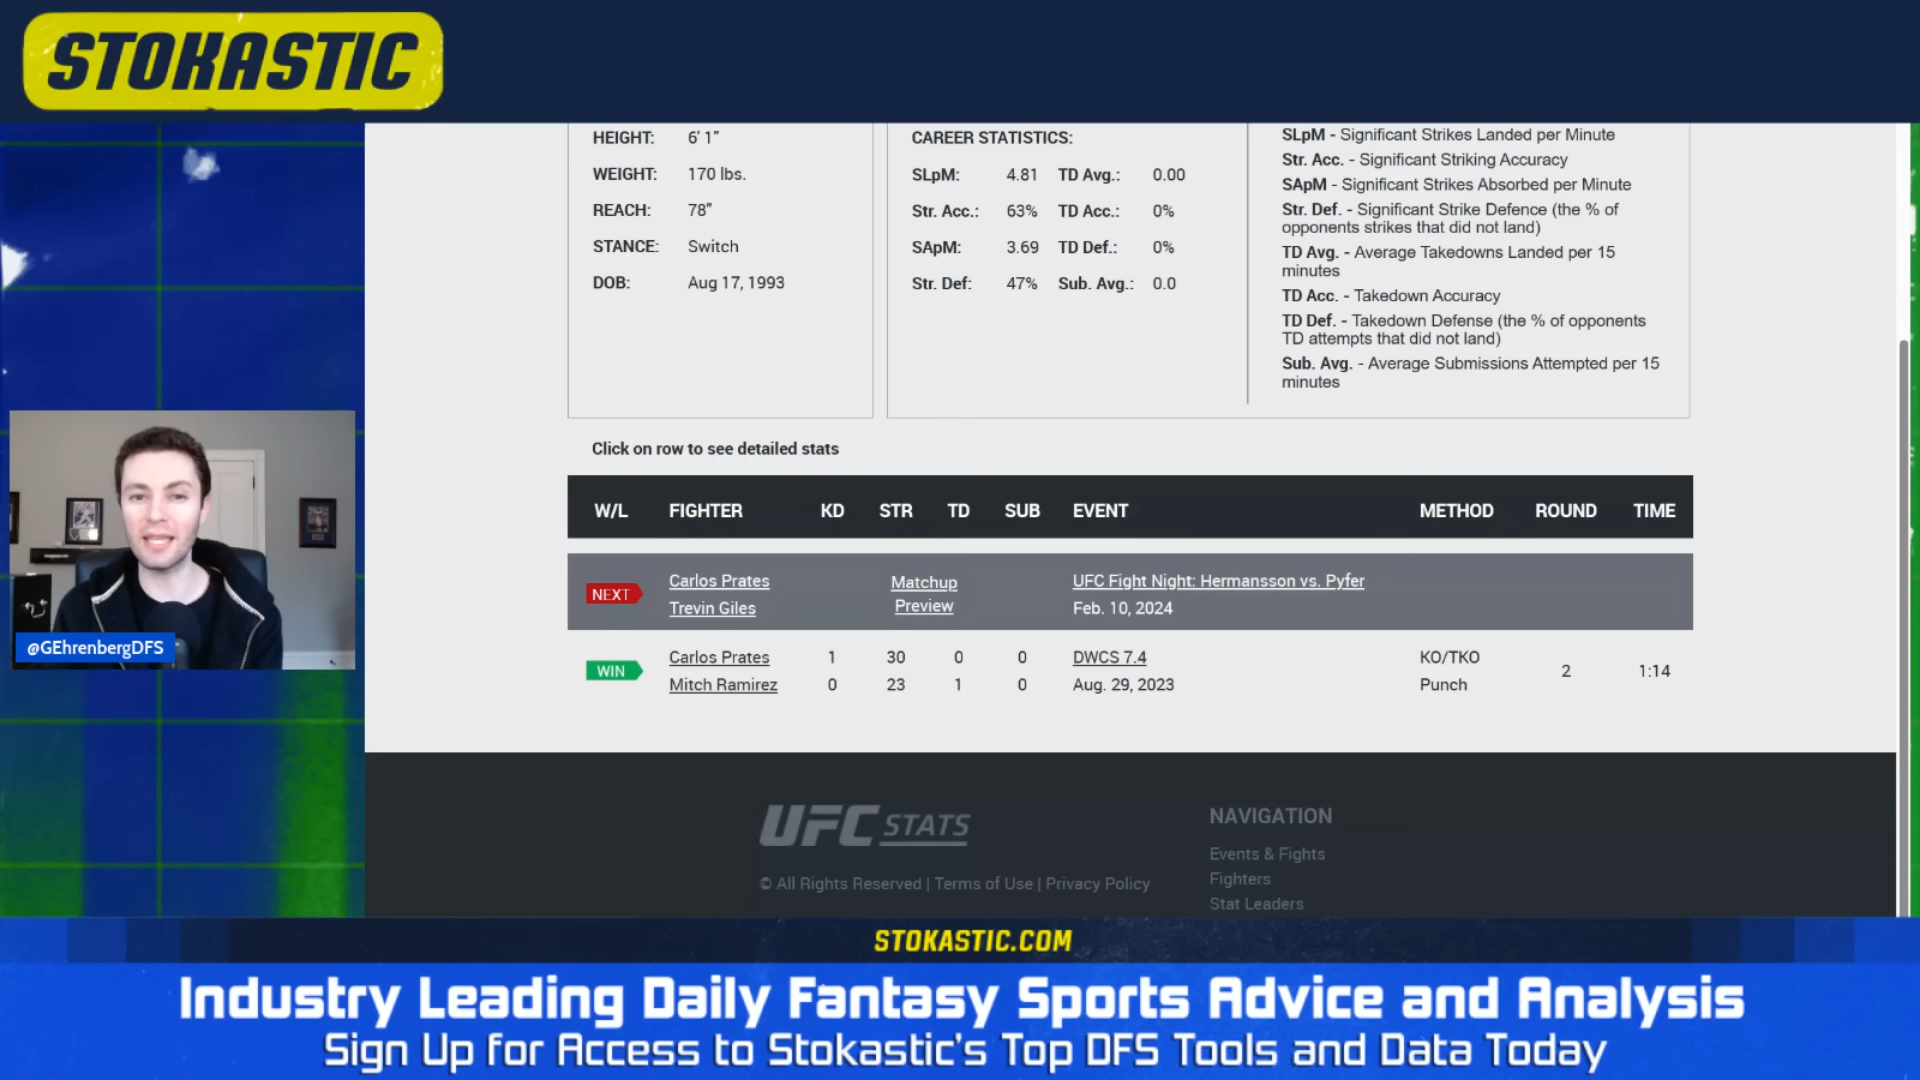 STOKASTIC
HEIGHT: 6' 1"
WEIGHT: 170 lbs.
REACH: 78"
STANCE: Switch
DOB: Aug 17, 1993
CAREER STATISTICS:
SLpM: 4.81 TD Avg.: 0.00
Str. Acc.: 63% TD Acc.: 0%
SApM: 3.69 TD Def.: 0%
Str. Def: 47% Sub. Avg.: 0.0
SLpM - Significant Strikes Landed per Minute
Str. Acc. - Significant Striking Accuracy
SApM - Significant Strikes Absorbed per Minute
Str. Def. - Significant Strike Defence (the % of
opponents strikes that did not land)
TD Avg. - Average Takedowns Landed per 15
minutes
TD Acc. - Takedown Accuracy
TD Def. - Takedown Defense (the % of opponents
TD attempts that did not land)
Sub. Avg. - Average Submissions Attempted per 15
minutes
Click on row to see detailed stats
W/L FIGHTER KD STR TD SUB EVENT METHOD ROUND TIME
NEXT
Carlos Prates Matchup UFC Fight Night: Hermansson vs. Pyfer
Trevin Giles Preview Feb. 10, 2024
WIN
Carlos Prates 1 30 0 0 DWCS 7.4 KO/TKO 2 1:14
Mitch Ramirez 0 23 1 0 Aug. 29, 2023 Punch
@GEhrenbergDFS
UFC STATS
© All Rights Reserved | Terms of Use | Privacy Policy
NAVIGATION
Events & Fights
Fighters
Stat Leaders
STOKASTIC.COM
Industry Leading Daily Fantasy Sports Advice and Analysis
Sign Up for Access to Stokastic's Top DFS Tools and Data Today